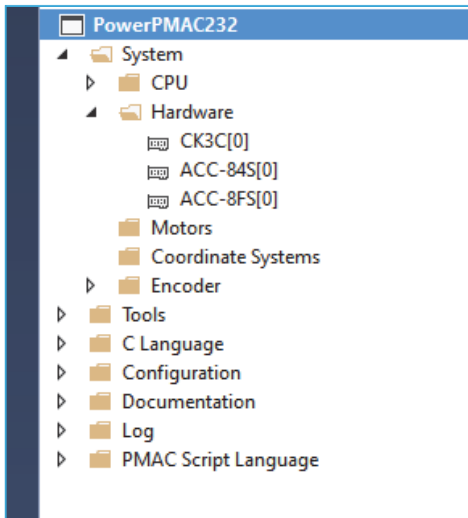 PowerPMAC232
System
CPU
Hardware
CK3C[0]
ACC-84S[0]
ACC-8FS[0]
Motors
Coordinate Systems
Encoder
Tools
C Language
Configuration
Documentation
Log
PMAC Script Language